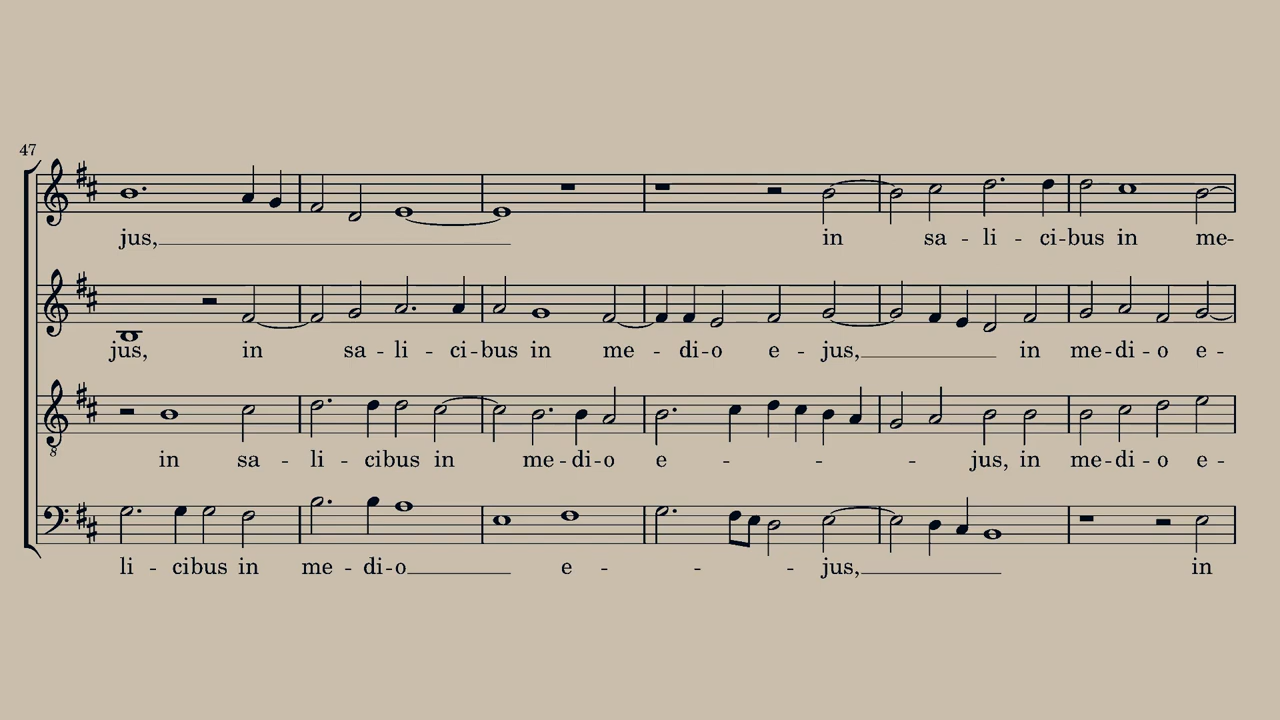 47
jus,
in sa - li - ci-bus in me-
jus, in sa - li - ci-bus in me - di-o e - jus, in me-di-o e -
8
in sa - li - cibus in me-di-o e - - - jus, in me-di-o e -
li - cibus in me - di-o e - - - jus, in